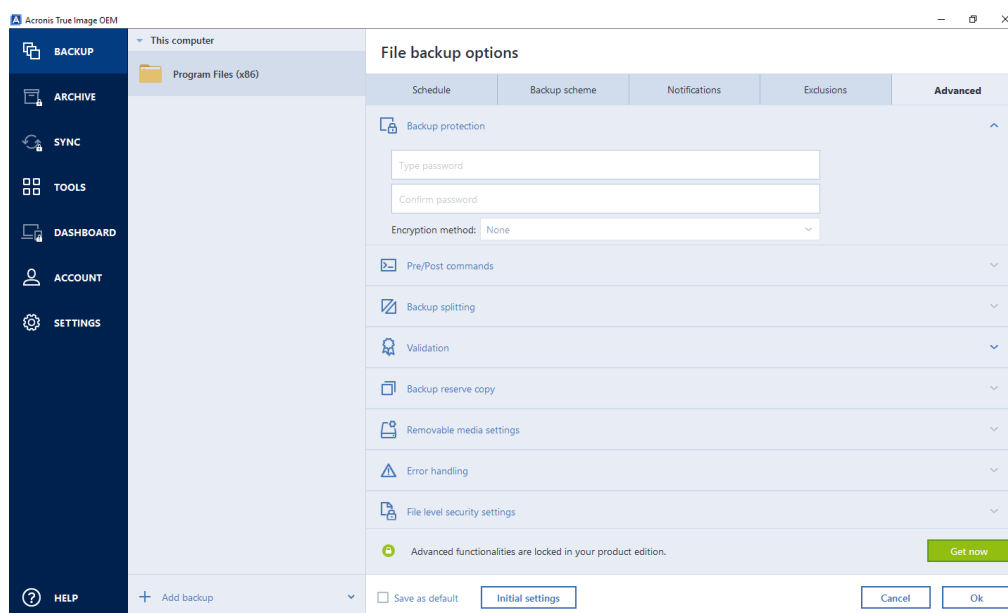 Acronis True Image OEM
BACKUP
ARCHIVE
SYNC
TOOLS
DASHBOARD
ACCOUNT
SETTINGS
HELP
This computer
Program Files (x86)
Add backup
File backup options
Schedule
Backup scheme
Notifications
Exclusions
Advanced
Backup protection
Type password
Confirm password
Encryption method: None
Pre/Post commands
Backup splitting
Validation
Backup reserve copy
Removable media settings
Error handling
File level security settings
Advanced functionalities are locked in your product edition.
Get now
Save as default
Initial settings
Cancel
Ok